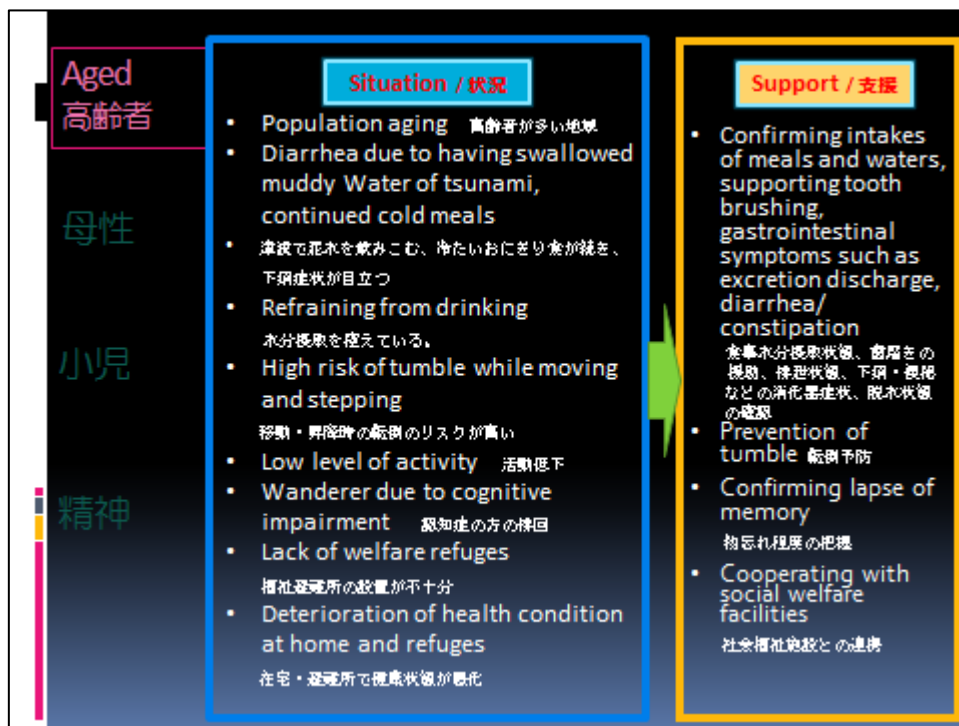 Aged
高齢者
母性
小児
精神
Situation / 状況
• Population aging 高齢者が多い地域
• Diarrhea due to having swallowed
muddy Water of tsunami,
continued cold meals
• 津波で泥水を飲みこむ、冷たいおにぎり食が続き、
下痢症状が目立つ
• Refraining from drinking
水分摂取を控えている。
• High risk of tumble while moving
and stepping
移動・昇降時の転倒のリスクが高い
• Low level of activity 活動低下
• Wanderer due to cognitive
impairment 認知症の方の徘徊
• Lack of welfare refuges
福祉避難所の設置が不十分
• Deterioration of health condition
at home and refuges
在宅・避難所で健康状態が悪化
Support / 支援
• Confirming intakes
of meals and waters,
supporting tooth
brushing,
gastrointestinal
symptoms such as
excretion discharge,
diarrhea/
constipation
食事水分摂取状態、歯磨きの
援助、排泄状態、下痢・便秘
などの消化器症状、脱水状態
の確認
• Prevention of
tumble 転倒予防
• Confirming lapse of
memory
物忘れ程度の把握
• Cooperating with
social welfare
facilities
社会福祉施設との連携